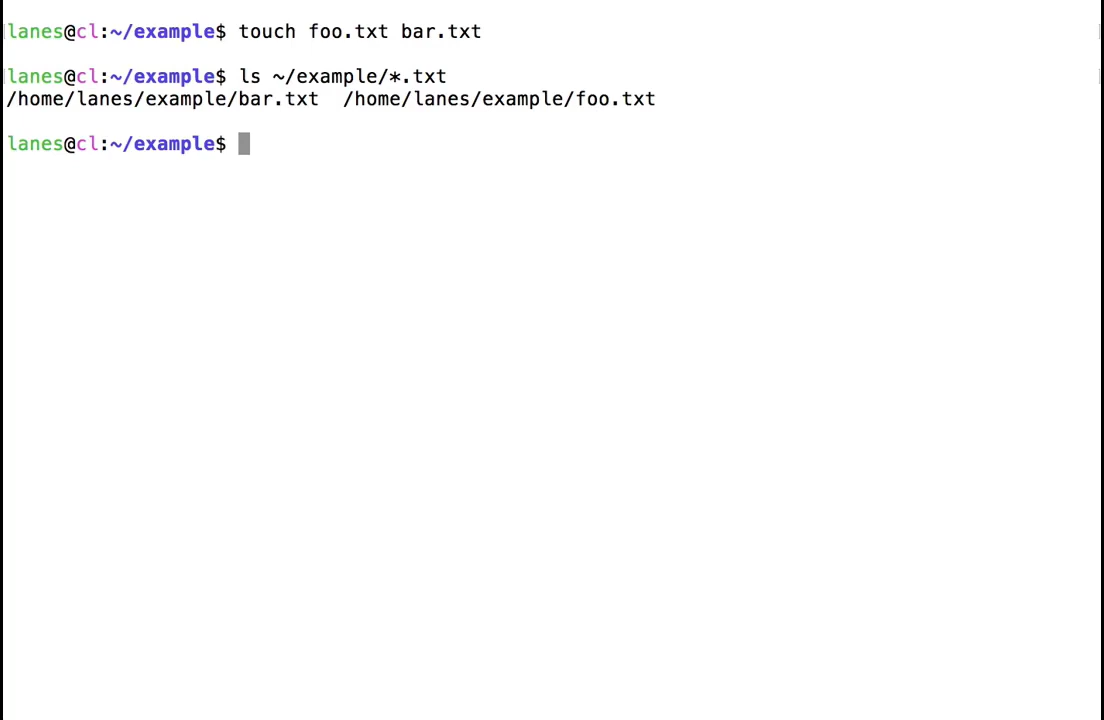 lanes@cl:~/example$ touch foo.txt bar.txt
lanes@cl:~/example$ ls ~/example/*.txt
/home/lanes/example/bar.txt  /home/lanes/example/foo.txt
lanes@cl:~/example$